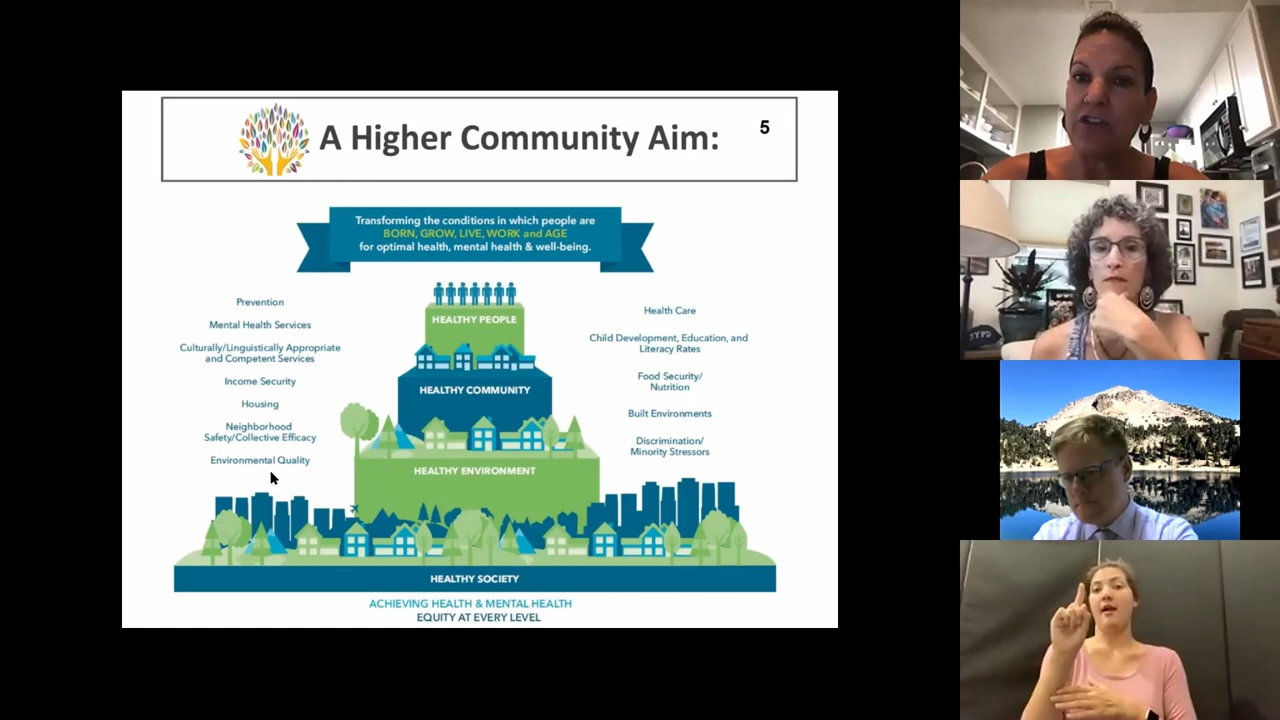 A Higher Community Aim:
5
Transforming the conditions in which people are
BORN, GROW, LIVE, WORK and AGE
for optimal health, mental health & well-being.
Prevention
Mental Health Services
Culturally/Linguistically Appropriate
and Competent Services
Income Security
Housing
Neighborhood
Safety/Collective Efficacy
Environmental Quality
HEALTHY PEOPLE
HEALTHY COMMUNITY
HEALTHY ENVIRONMENT
Health Care
Child Development, Education, and
Literacy Rates
Food Security/
Nutrition
Built Environments
Discrimination/
Minority Stressors
HEALTHY SOCIETY
ACHIEVING HEALTH & MENTAL HEALTH
EQUITY AT EVERY LEVEL